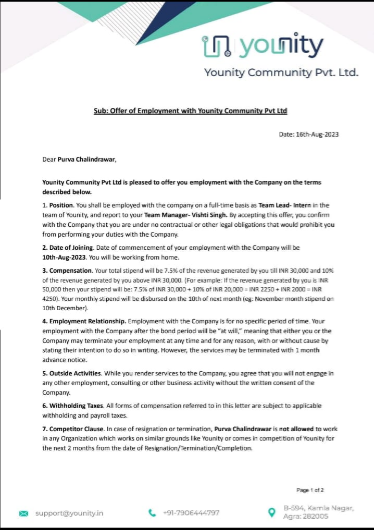 younity
Younity Community Pvt. Ltd.
Sub: Offer of Employment with Younity Community Pvt Ltd
Date: 16th-Aug-2023
Dear Purva Chalindrawar,
Younity Community Pvt Ltd is pleased to offer you employment with the Company on the terms
described below.
1. Position. You shall be employed with the company on a full-time basis as Team Lead- Intern in the
team of Younity, and report to your Team Manager- Vishti Singh. By accepting this offer, you confirm
with the Company that you are under no contractual or other legal obligations that would prohibit you
from performing your duties with the Company.
2. Date of Joining. Date of commencement of your employment with the Company will be
10th-Aug-2023. You will be working from home.
3. Compensation. Your total stipend will be 7.5% of the revenue generated by you till INR 30,000 and 10%
of the revenue generated by you above INR 30,000. (For example: If the revenue generated by you is INR
50,000 then your stipend will be: 7.5% of INR 30,000 + 10% of INR 20,000 = INR 2250 + INR 2000 = INR
4250). Your monthly stipend will be disbursed on the 10th of next month (eg: November month stipend on
10th December).
4. Employment Relationship. Employment with the Company is for no specific period of time. Your
employment with the Company after the bond period will be "at will," meaning that either you or the
Company may terminate your employment at any time and for any reason, with or without cause by
stating their intention to do so in writing. However, the services may be terminated with 1 month
advance notice.
5. Outside Activities. While you render services to the Company, you agree that you will not engage in
any other employment, consulting or other business activity without the written consent of the
Company.
6. Withholding Taxes. All forms of compensation referred to in this letter are subject to applicable
withholding and payroll taxes.
7. Competitor Clause. In case of resignation or termination, Purva Chalindrawar is not allowed to work
in any Organization which works on similar grounds like Younity or comes in competition of Younity for
the next 2 months from the date of Resignation/Termination/Completion.
Page 1 of 2
support@younity.in
+91-7906444797
B-594, Kamla Nagar,
Agra: 282005